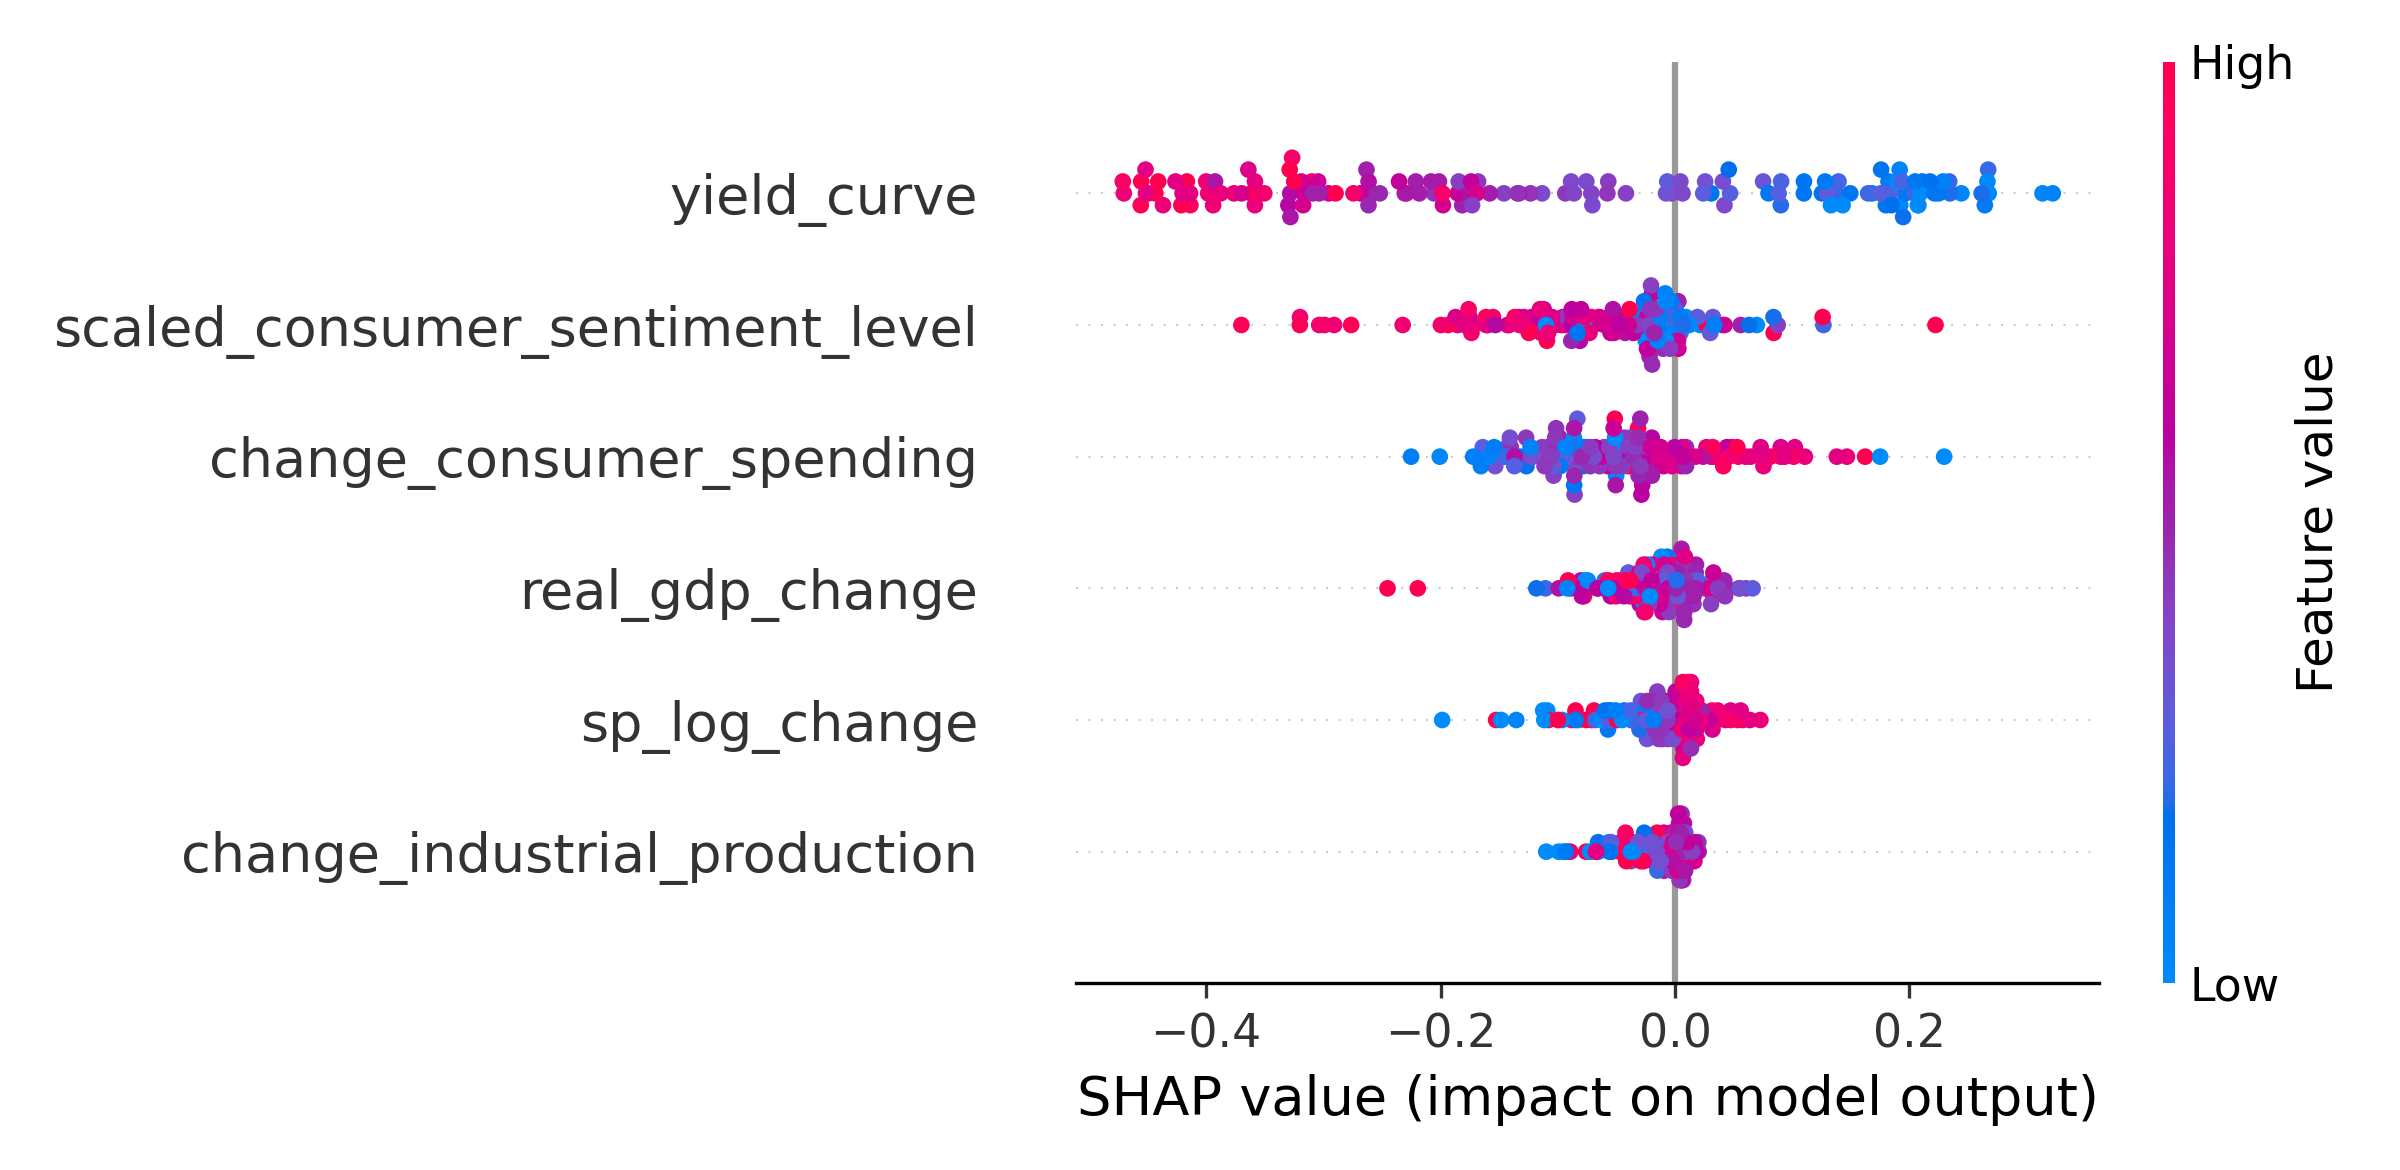 High
yield_curve
scaled_consumer_sentiment_level
change_consumer_spending
real_gdp_change
sp_log_change
change_industrial_production
Feature value
Low
−0.4 −0.2 0.0 0.2
SHAP value (impact on model output)